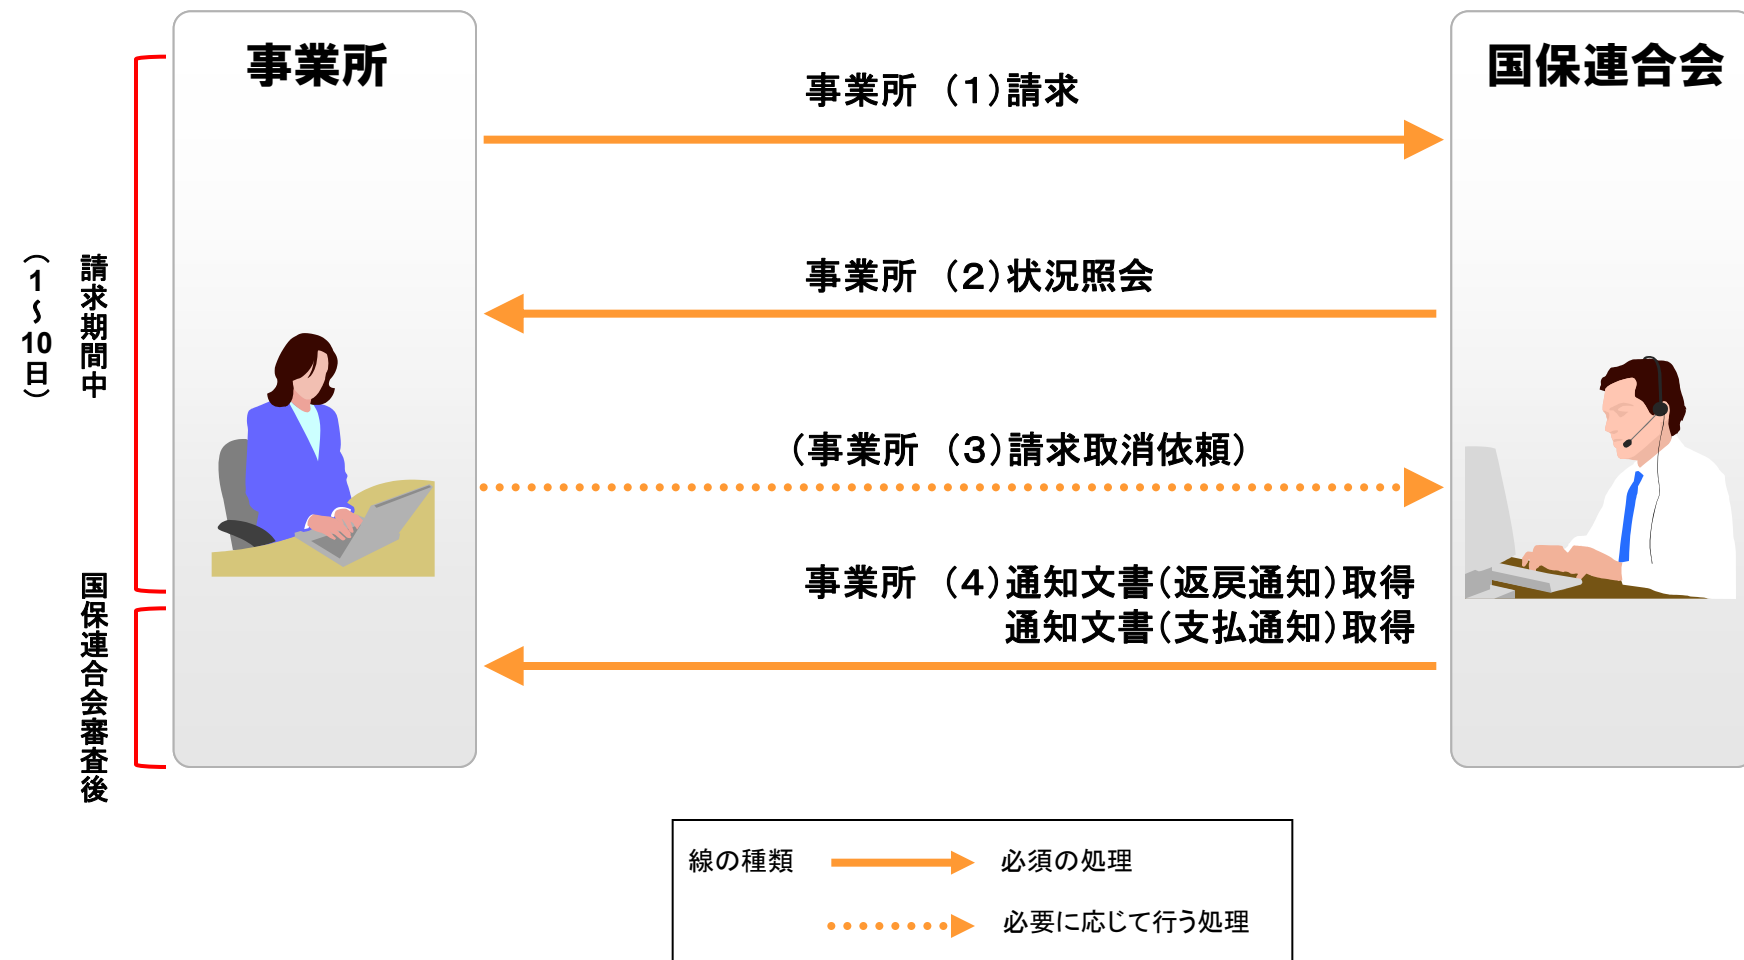 事業所
国保連合会
事業所 (1)請求
事業所 (2)状況照会
(事業所 (3)請求取消依頼)
事業所 (4)通知文書(返戻通知)取得
通知文書(支払通知)取得
請求期間中
(1~10日)
国保連合会審査後
線の種類 必須の処理
必要に応じて行う処理